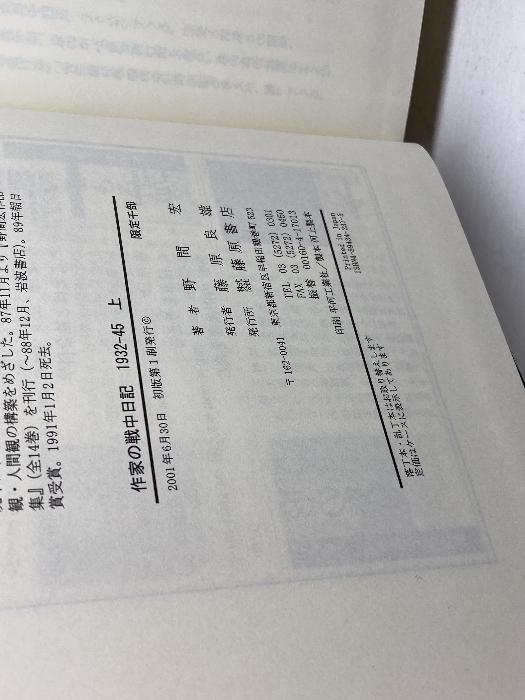 観・人間観の構築をめざした。87年11月より『野間宏作品
集』(全14巻)を刊行(〜88年12月、岩波書店)。89年朝日
賞受賞。1991年1月2日死去。
作家の戦中日記 1932-45 上
限定千部
2001年6月30日 初版第1刷発行©
著者 野間宏
発行者 藤原良雄
発行所 藤原書店
〒162-0041 東京都新宿区早稲田鶴巻町523
TEL 03 (5272) 0301
FAX 03 (5272) 0450
振替 00160-4-17013
印刷 平河工業社/製本 河上製本
落丁本・乱丁本はお取り替えします
定価はケースに表示してあります
Printed in Japan